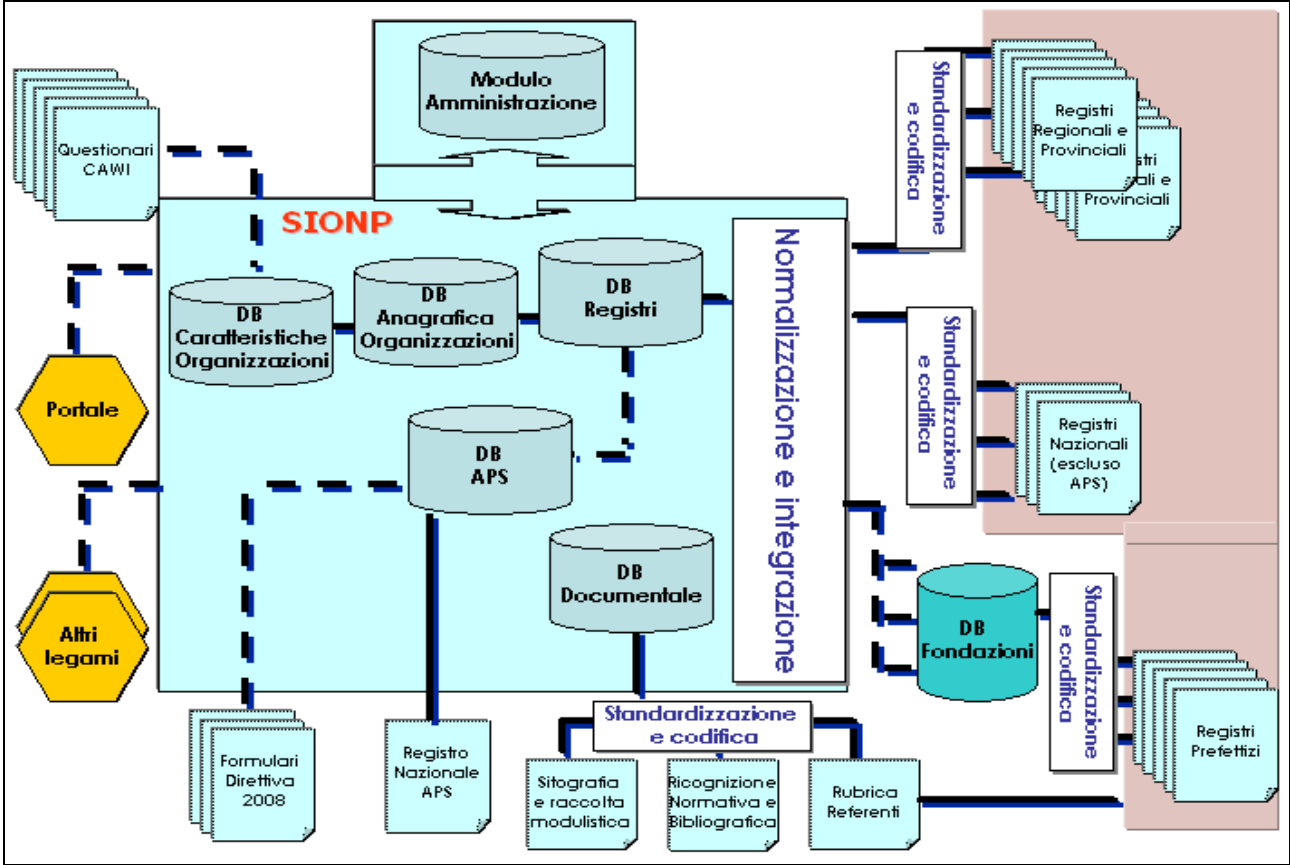 Modulo
Amministrazione
Questionari
CAWI
SIONP
DB
Caratteristiche
Organizzazioni
DB
Anagrafica
Organizzazioni
DB
Registri
DB
APS
DB
Documentale
Normalizzazione e integrazione
Portale
Altri
legami
Standardizzazione
e codifica
Registri
Regionali e
Provinciali
stri
ali e
Provinciali
Standardizzazione
e codifica
Registri
Nazionali
(escluso
APS)
DB
Fondazioni
Standardizzazione
e codifica
Registri
Prefettizi
Standardizzazione
e codifica
Formulari
Direttiva
2008
Registro
Nazionale
APS
Sitografia
e raccolta
modulistica
Ricognizione
Normativa e
Bibliografica
Rubrica
Referenti